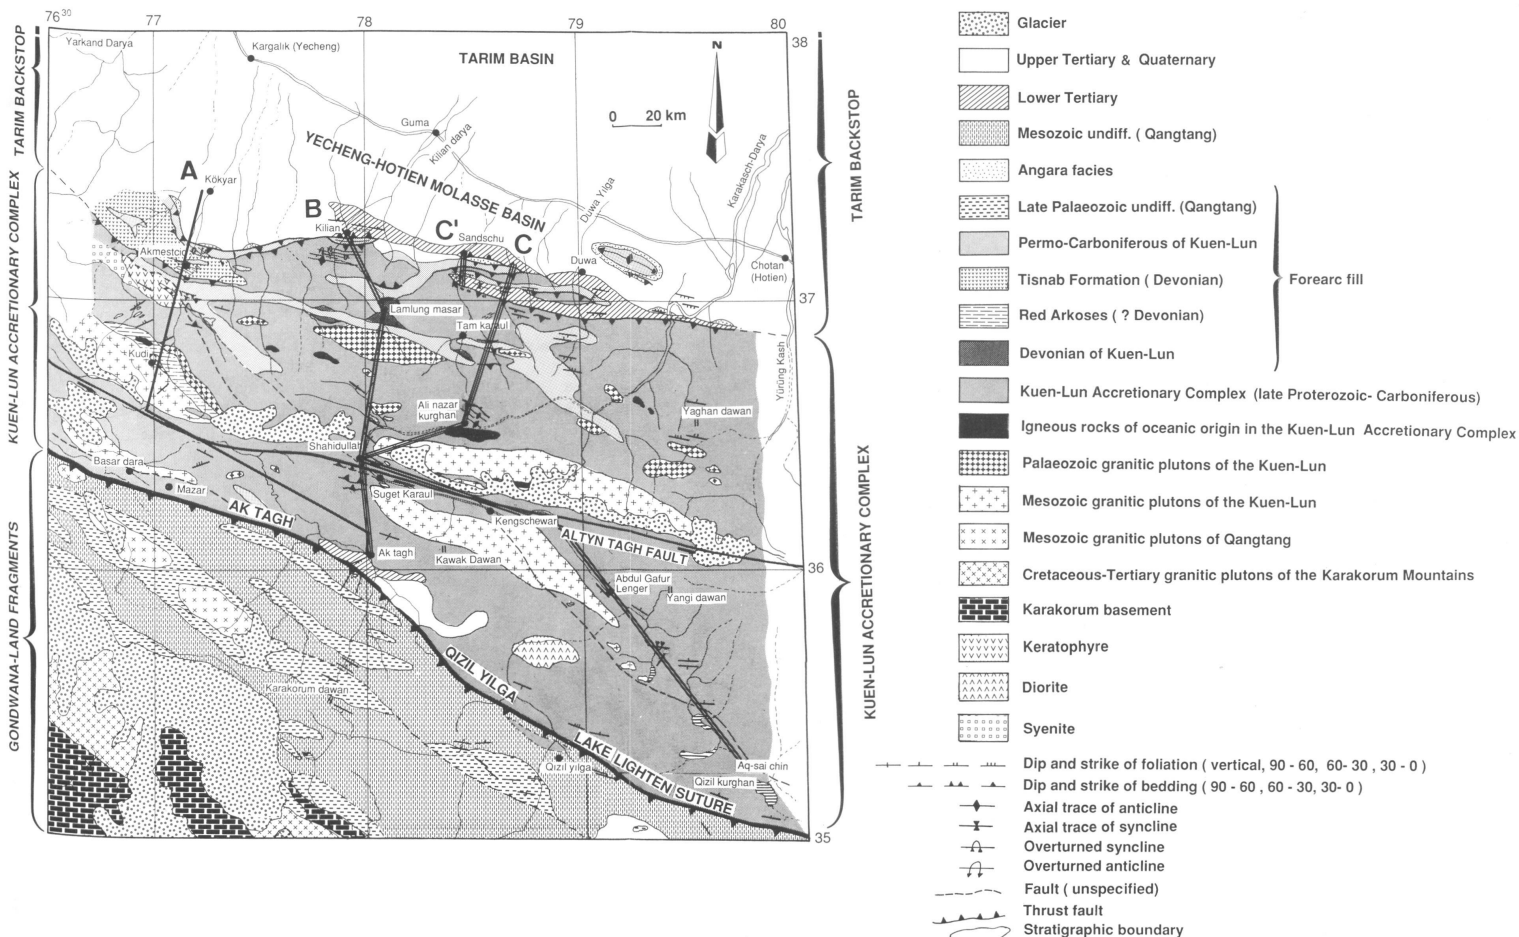 76 30
77
78
79
80
38
37
36
35
TARIM BACKSTOP
KUEN-LUN ACCRETIONARY COMPLEX
GONDWANA-LAND FRAGMENTS
Yarkand Darya
Kargalık (Yecheng)
TARIM BASIN
N
0 20 km
Guma
Kilian darya
YECHENG-HOTIEN MOLASSE BASIN
Duwa Yilga
Karakasch-Darya
A
Kökyar
B
Kilian
C'
Sandschu
C
Duwa
Chotan
(Hotien)
Akmestcit
Lamlung masar
Tam karaul
Kudi
Yürüng Kash
Ali nazar
kurghan
Yaghan dawan
Shahidullah
Basar dara
Mazar
Suget Karaul
Kengschewar
AK TAGH
ALTYN TAGH FAULT
Ak tagh
Kawak Dawan
Abdul Gafur
Lenger
Yangi dawan
QIZIL YILGA
Karakorum dawan
LAKE LIGHTEN SUTURE
Qizil yilga
Aq-sai chin
Qizil kurghan
TARIM BACKSTOP
KUEN-LUN ACCRETIONARY COMPLEX
Glacier
Upper Tertiary & Quaternary
Lower Tertiary
Mesozoic undiff. ( Qangtang)
Angara facies
Late Palaeozoic undiff. (Qangtang)
Permo-Carboniferous of Kuen-Lun
Tisnab Formation ( Devonian)
Forearc fill
Red Arkoses ( ? Devonian)
Devonian of Kuen-Lun
Kuen-Lun Accretionary Complex (late Proterozoic- Carboniferous)
Igneous rocks of oceanic origin in the Kuen-Lun Accretionary Complex
Palaeozoic granitic plutons of the Kuen-Lun
Mesozoic granitic plutons of the Kuen-Lun
Mesozoic granitic plutons of Qangtang
Cretaceous-Tertiary granitic plutons of the Karakorum Mountains
Karakorum basement
Keratophyre
Diorite
Syenite
Dip and strike of foliation ( vertical, 90 - 60, 60-30 , 30 - 0 )
Dip and strike of bedding ( 90 - 60 , 60 - 30, 30- 0 )
Axial trace of anticline
Axial trace of syncline
Overturned syncline
Overturned anticline
Fault ( unspecified)
Thrust fault
Stratigraphic boundary